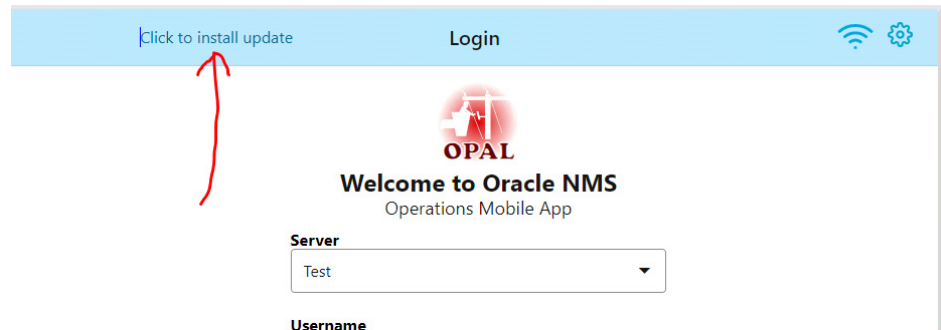 Click to install update
Login
OPAL
Welcome to Oracle NMS
Operations Mobile App
Server
Test
Username